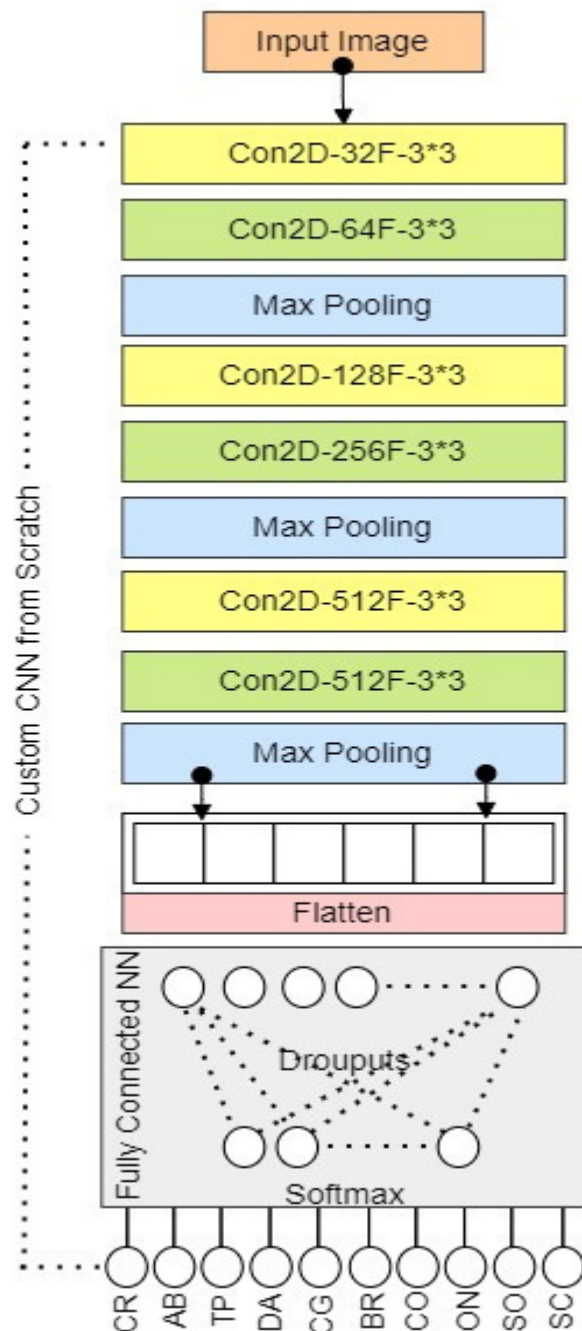 Input Image
Con2D-32F-3*3
Con2D-64F-3*3
Max Pooling
Con2D-128F-3*3
Con2D-256F-3*3
Max Pooling
Con2D-512F-3*3
Con2D-512F-3*3
Max Pooling
Custom CNN from Scratch
Flatten
Fully Connected NN
Drouputs
Softmax
CR
AB
TP
DA
CG
BR
CO
ON
SO
SC